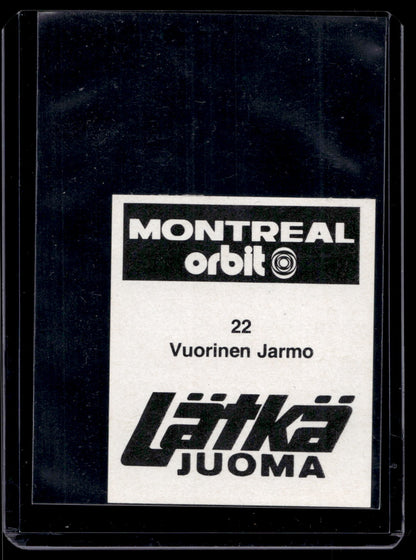 MONTREAL
orbit
22
Vuorinen Jarmo
Lätkä
JUOMA